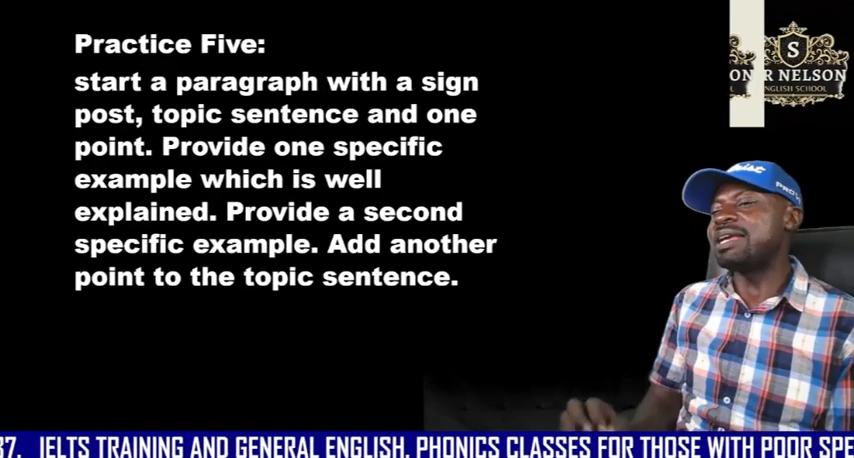 Practice Five:
start a paragraph with a sign
post, topic sentence and one
point. Provide one specific
example which is well
explained. Provide a second
specific example. Add another
point to the topic sentence.
S
R NELSON
ENGLISH SCHOOL
37. IELTS TRAINING AND GENERAL ENGLISH, PHONICS CLASSES FOR THOSE WITH POOR SPE